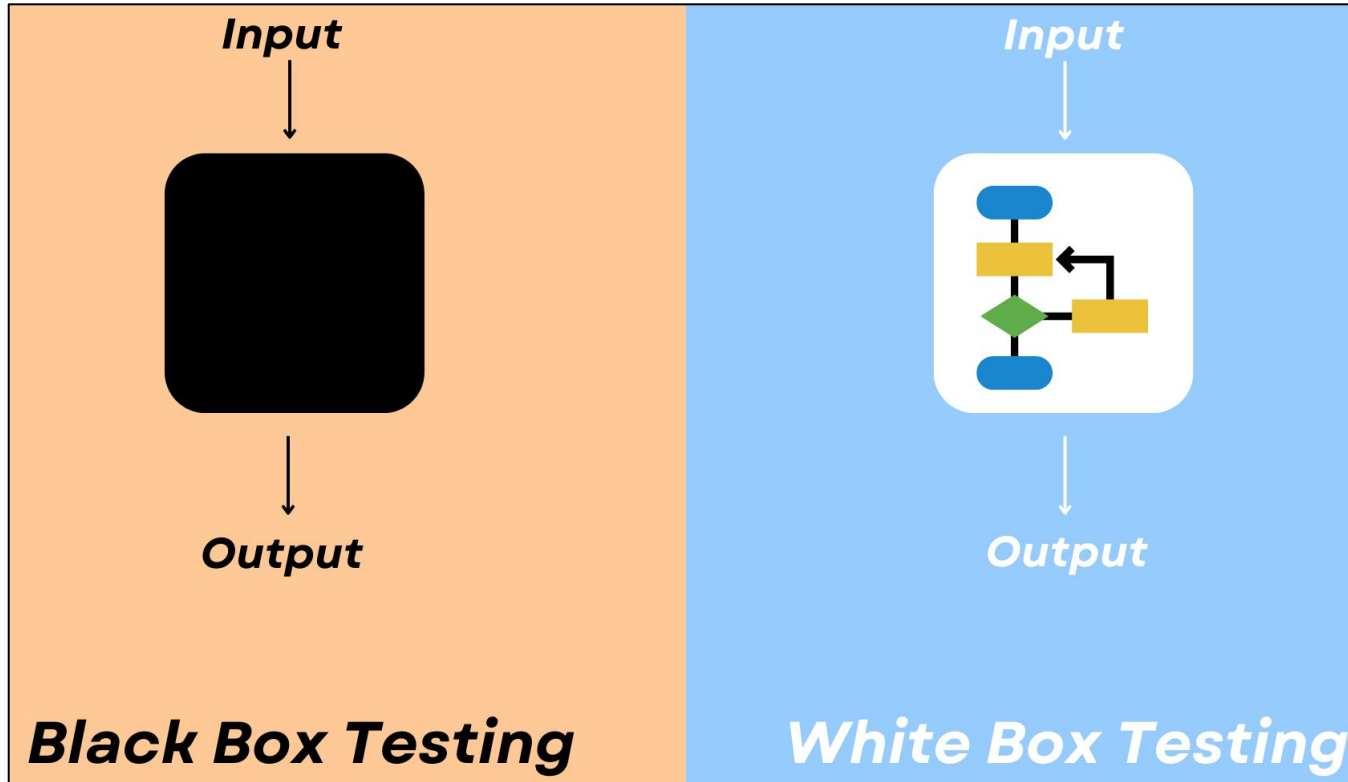 Input
Output
Black Box Testing
Input
Output
White Box Testing